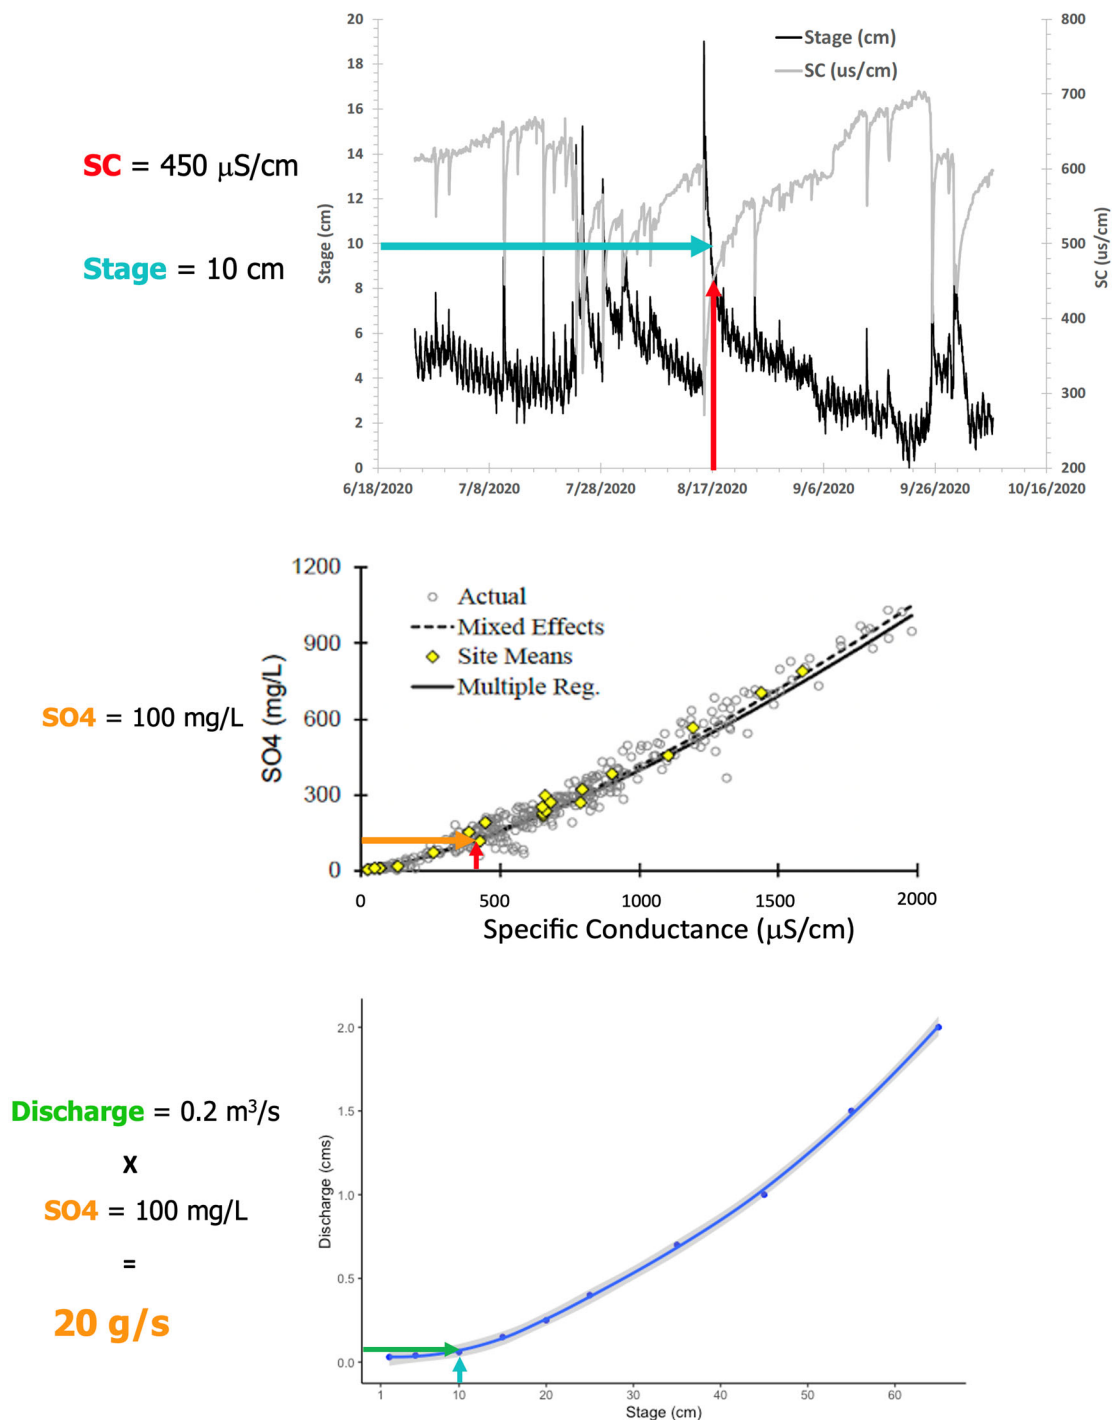 20
18
16
14
12
10
8
6
4
2
0
Stage (cm)
Stage (cm)
SC (us/cm)
800
700
600
500
400
300
200
SC (us/cm)
6/18/2020 7/8/2020 7/28/2020 8/17/2020 9/6/2020 9/26/2020 10/16/2020
SC = 450 µS/cm
Stage = 10 cm
1200
900
600
300
0
SO4 (mg/L)
Actual
Mixed Effects
Site Means
Multiple Reg.
0 500 1000 1500 2000
Specific Conductance (µS/cm)
SO4 = 100 mg/L
2.0
1.5
1.0
0.5
0.0
Discharge (cms)
1 10 20 30 40 50 60
Stage (cm)
Discharge = 0.2 m³/s
X
SO4 = 100 mg/L
=
20 g/s